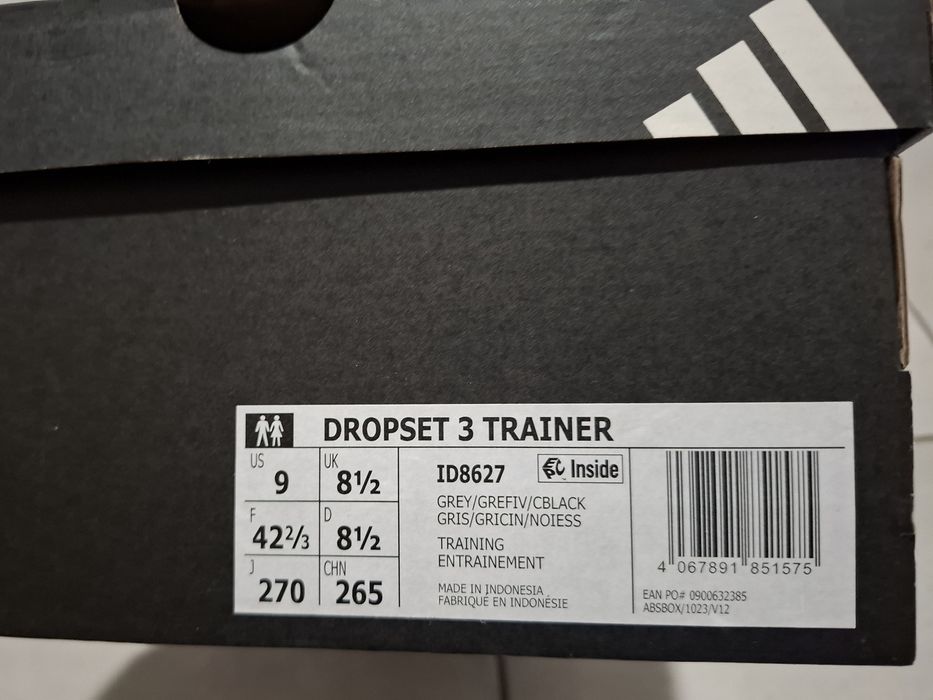 DROPSET 3 TRAINER
US
9
UK
8½
F
42⅔
D
8½
J
270
CHN
265
ID8627
Inside
GREY/GREFIV/CBLACK
GRIS/GRICIN/NOIESS
TRAINING
ENTRAINEMENT
MADE IN INDONESIA
FABRIQUE EN INDONÉSIE
4 067891 851575
EAN PO# 0900632385
ABSBOX/1023/V12